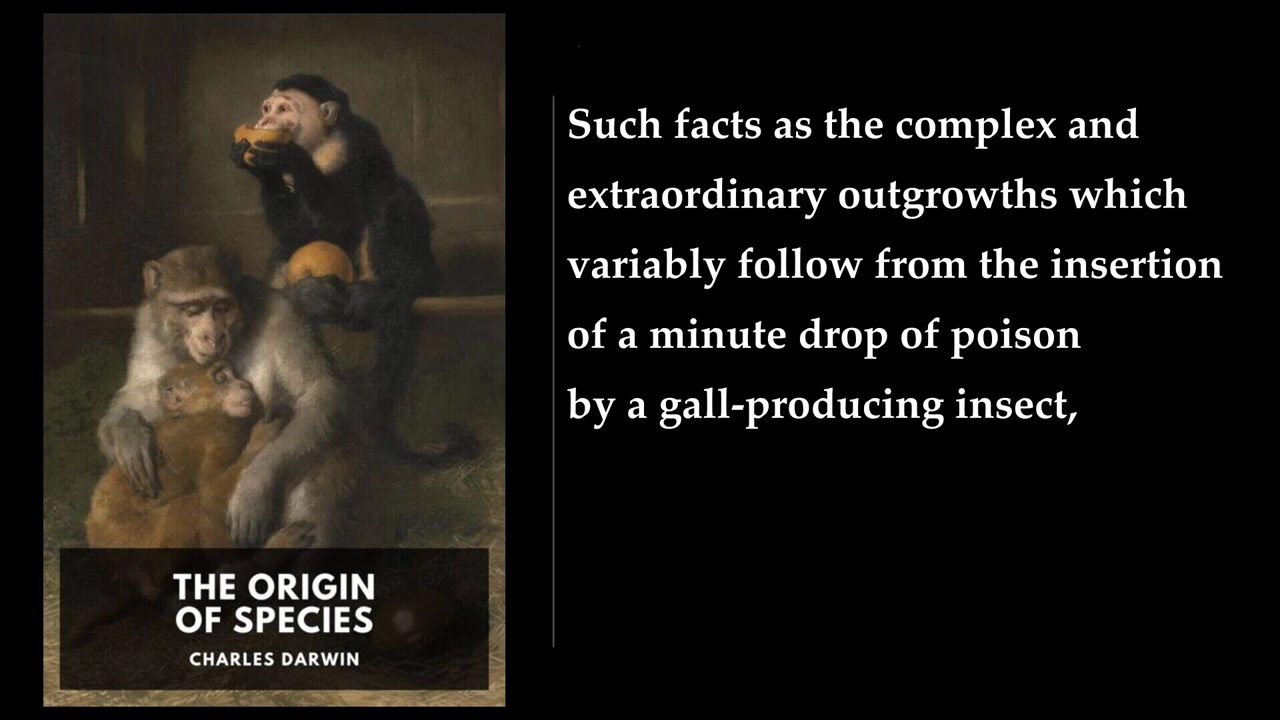 Such facts as the complex and
extraordinary outgrowths which
variably follow from the insertion
of a minute drop of poison
by a gall-producing insect,
THE ORIGIN
OF SPECIES
CHARLES DARWIN